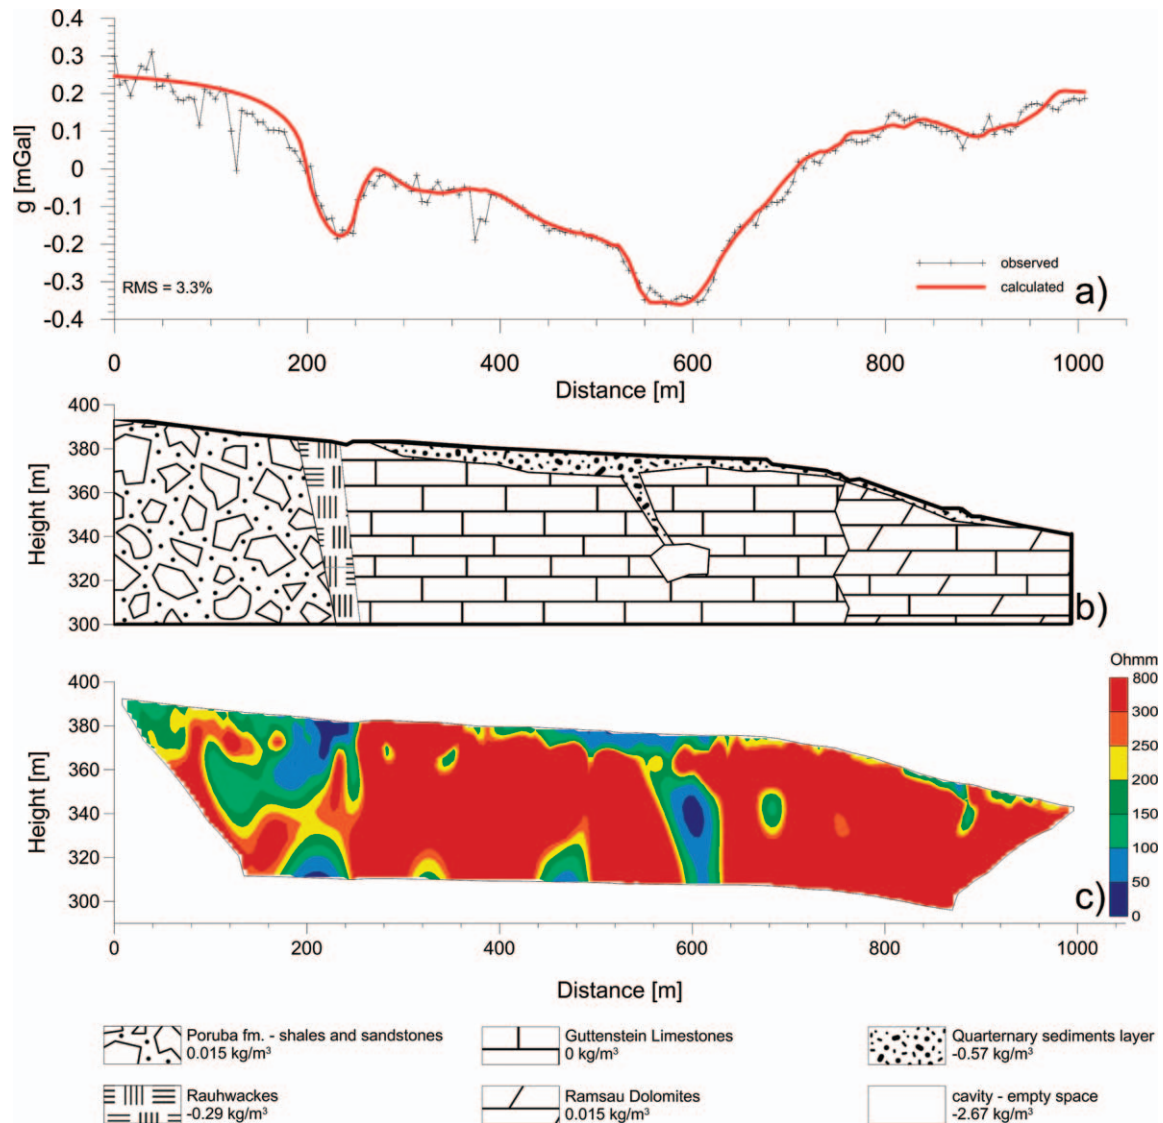 0.4
0.3
0.2
0.1
0
-0.1
-0.2
-0.3
-0.4
g [mGal]
RMS = 3.3%
observed
calculated
a)
0 200 400 600 800 1000
Distance [m]
400
380
360
340
320
300
Height [m]
b)
400
380
360
340
320
300
Height [m]
c)
Ohmm
800
300
250
200
150
100
50
0
0 200 400 600 800 1000
Distance [m]
Poruba fm. - shales and sandstones
0.015 kg/m³
Guttenstein Limestones
0 kg/m³
Quarternary sediments layer
-0.57 kg/m³
Rauhwackes
-0.29 kg/m³
Ramsau Dolomites
0.015 kg/m³
cavity - empty space
-2.67 kg/m³